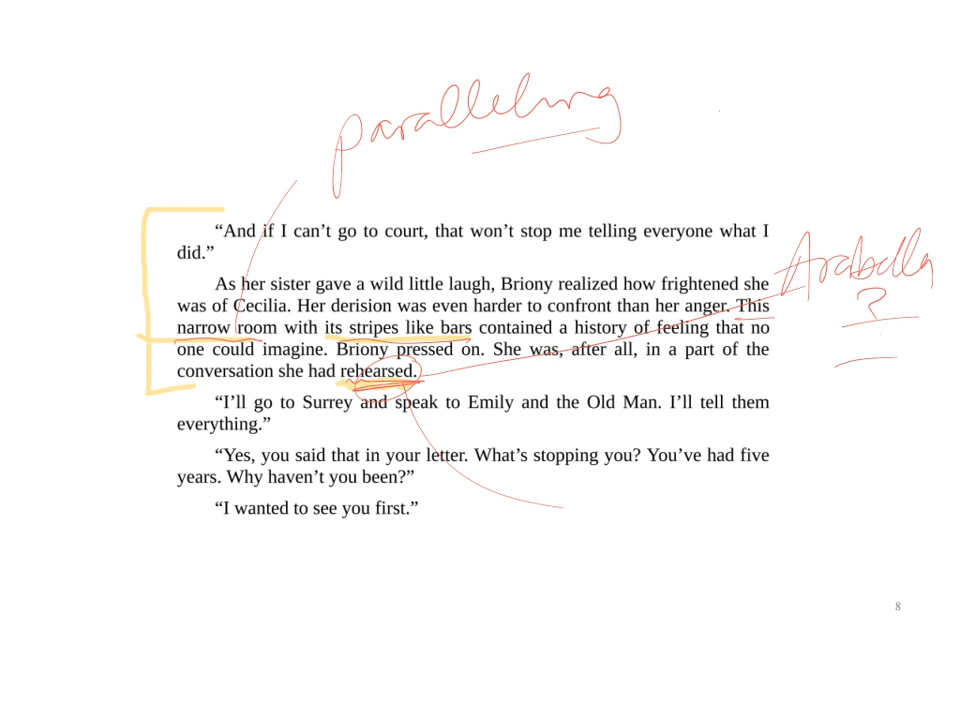 paralleling
“And if I can’t go to court, that won’t stop me telling everyone what I
did.”
As her sister gave a wild little laugh, Briony realized how frightened she
was of Cecilia. Her derision was even harder to confront than her anger. This
narrow room with its stripes like bars contained a history of feeling that no
one could imagine. Briony pressed on. She was, after all, in a part of the
conversation she had rehearsed.
“I’ll go to Surrey and speak to Emily and the Old Man. I’ll tell them
everything.”
“Yes, you said that in your letter. What’s stopping you? You’ve had five
years. Why haven’t you been?”
“I wanted to see you first.”
Arabella
?
8